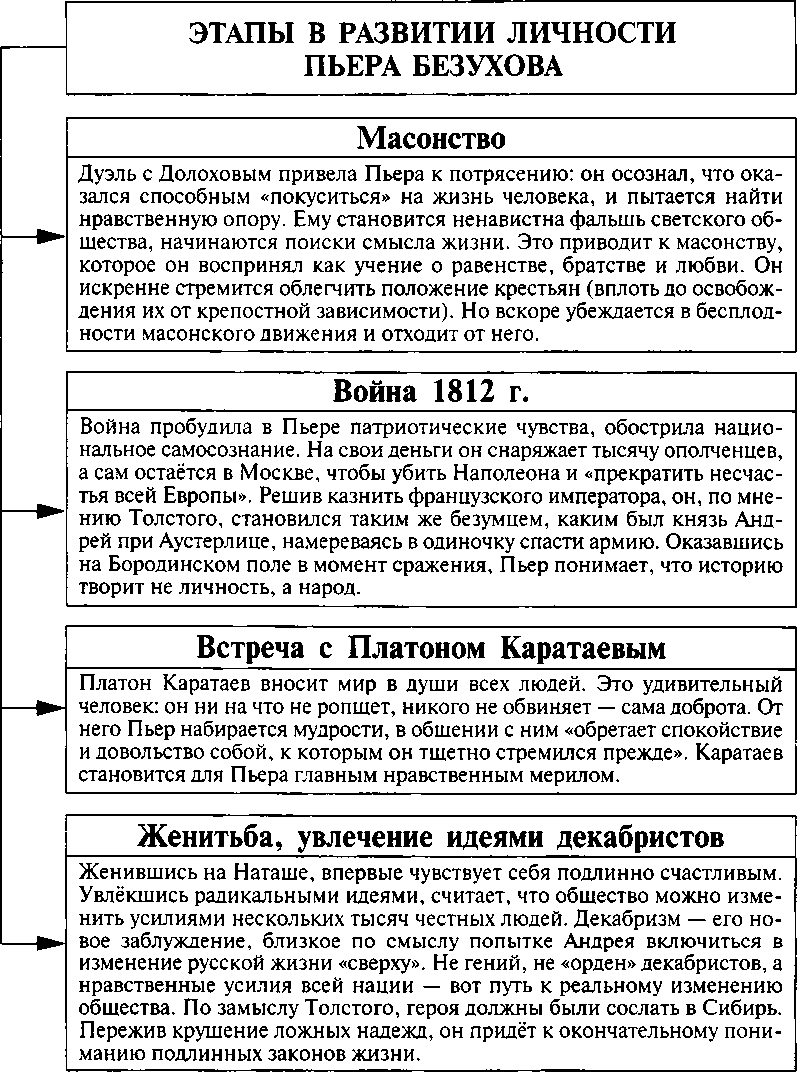 ЭТАПЫ В РАЗВИТИИ ЛИЧНОСТИ
ПЬЕРА БЕЗУХОВА
Масонство
Дуэль с Долоховым привела Пьера к потрясению: он осознал, что ока-
зался способным «покуситься» на жизнь человека, и пытается найти
нравственную опору. Ему становится ненавистна фальшь светского об-
щества, начинаются поиски смысла жизни. Это приводит к масонству,
которое он воспринял как учение о равенстве, братстве и любви. Он
искренне стремится облегчить положение крестьян (вплоть до освобож-
дения их от крепостной зависимости). Но вскоре убеждается в бесплод-
ности масонского движения и отходит от него.
Война 1812 г.
Война пробудила в Пьере патриотические чувства, обострила нацио-
нальное самосознание. На свои деньги он снаряжает тысячу ополченцев,
а сам остаётся в Москве, чтобы убить Наполеона и «прекратить несчас-
тья всей Европы». Решив казнить французского императора, он, по мне-
нию Толстого, становился таким же безумцем, каким был князь Анд-
рей при Аустерлице, намереваясь в одиночку спасти армию. Оказавшись
на Бородинском поле в момент сражения, Пьер понимает, что историю
творит не личность, а народ.
Встреча с Платоном Каратаевым
Платон Каратаев вносит мир в души всех людей. Это удивительный
человек: он ни на что не ропщет, никого не обвиняет — сама доброта. От
него Пьер набирается мудрости, в общении с ним «обретает спокойствие
и довольство собой, к которым он тщетно стремился прежде». Каратаев
становится для Пьера главным нравственным мерилом.
Женитьба, увлечение идеями декабристов
Женившись на Наташе, впервые чувствует себя подлинно счастливым.
Увлёкшись радикальными идеями, считает, что общество можно изме-
нить усилиями нескольких тысяч честных людей. Декабризм — его но-
вое заблуждение, близкое по смыслу попытке Андрея включиться в
изменение русской жизни «сверху». Не гений, не «орден» декабристов, а
нравственные усилия всей нации — вот путь к реальному изменению
общества. По замыслу Толстого, героя должны были сослать в Сибирь.
Пережив крушение ложных надежд, он придёт к окончательному пони-
манию подлинных законов жизни.